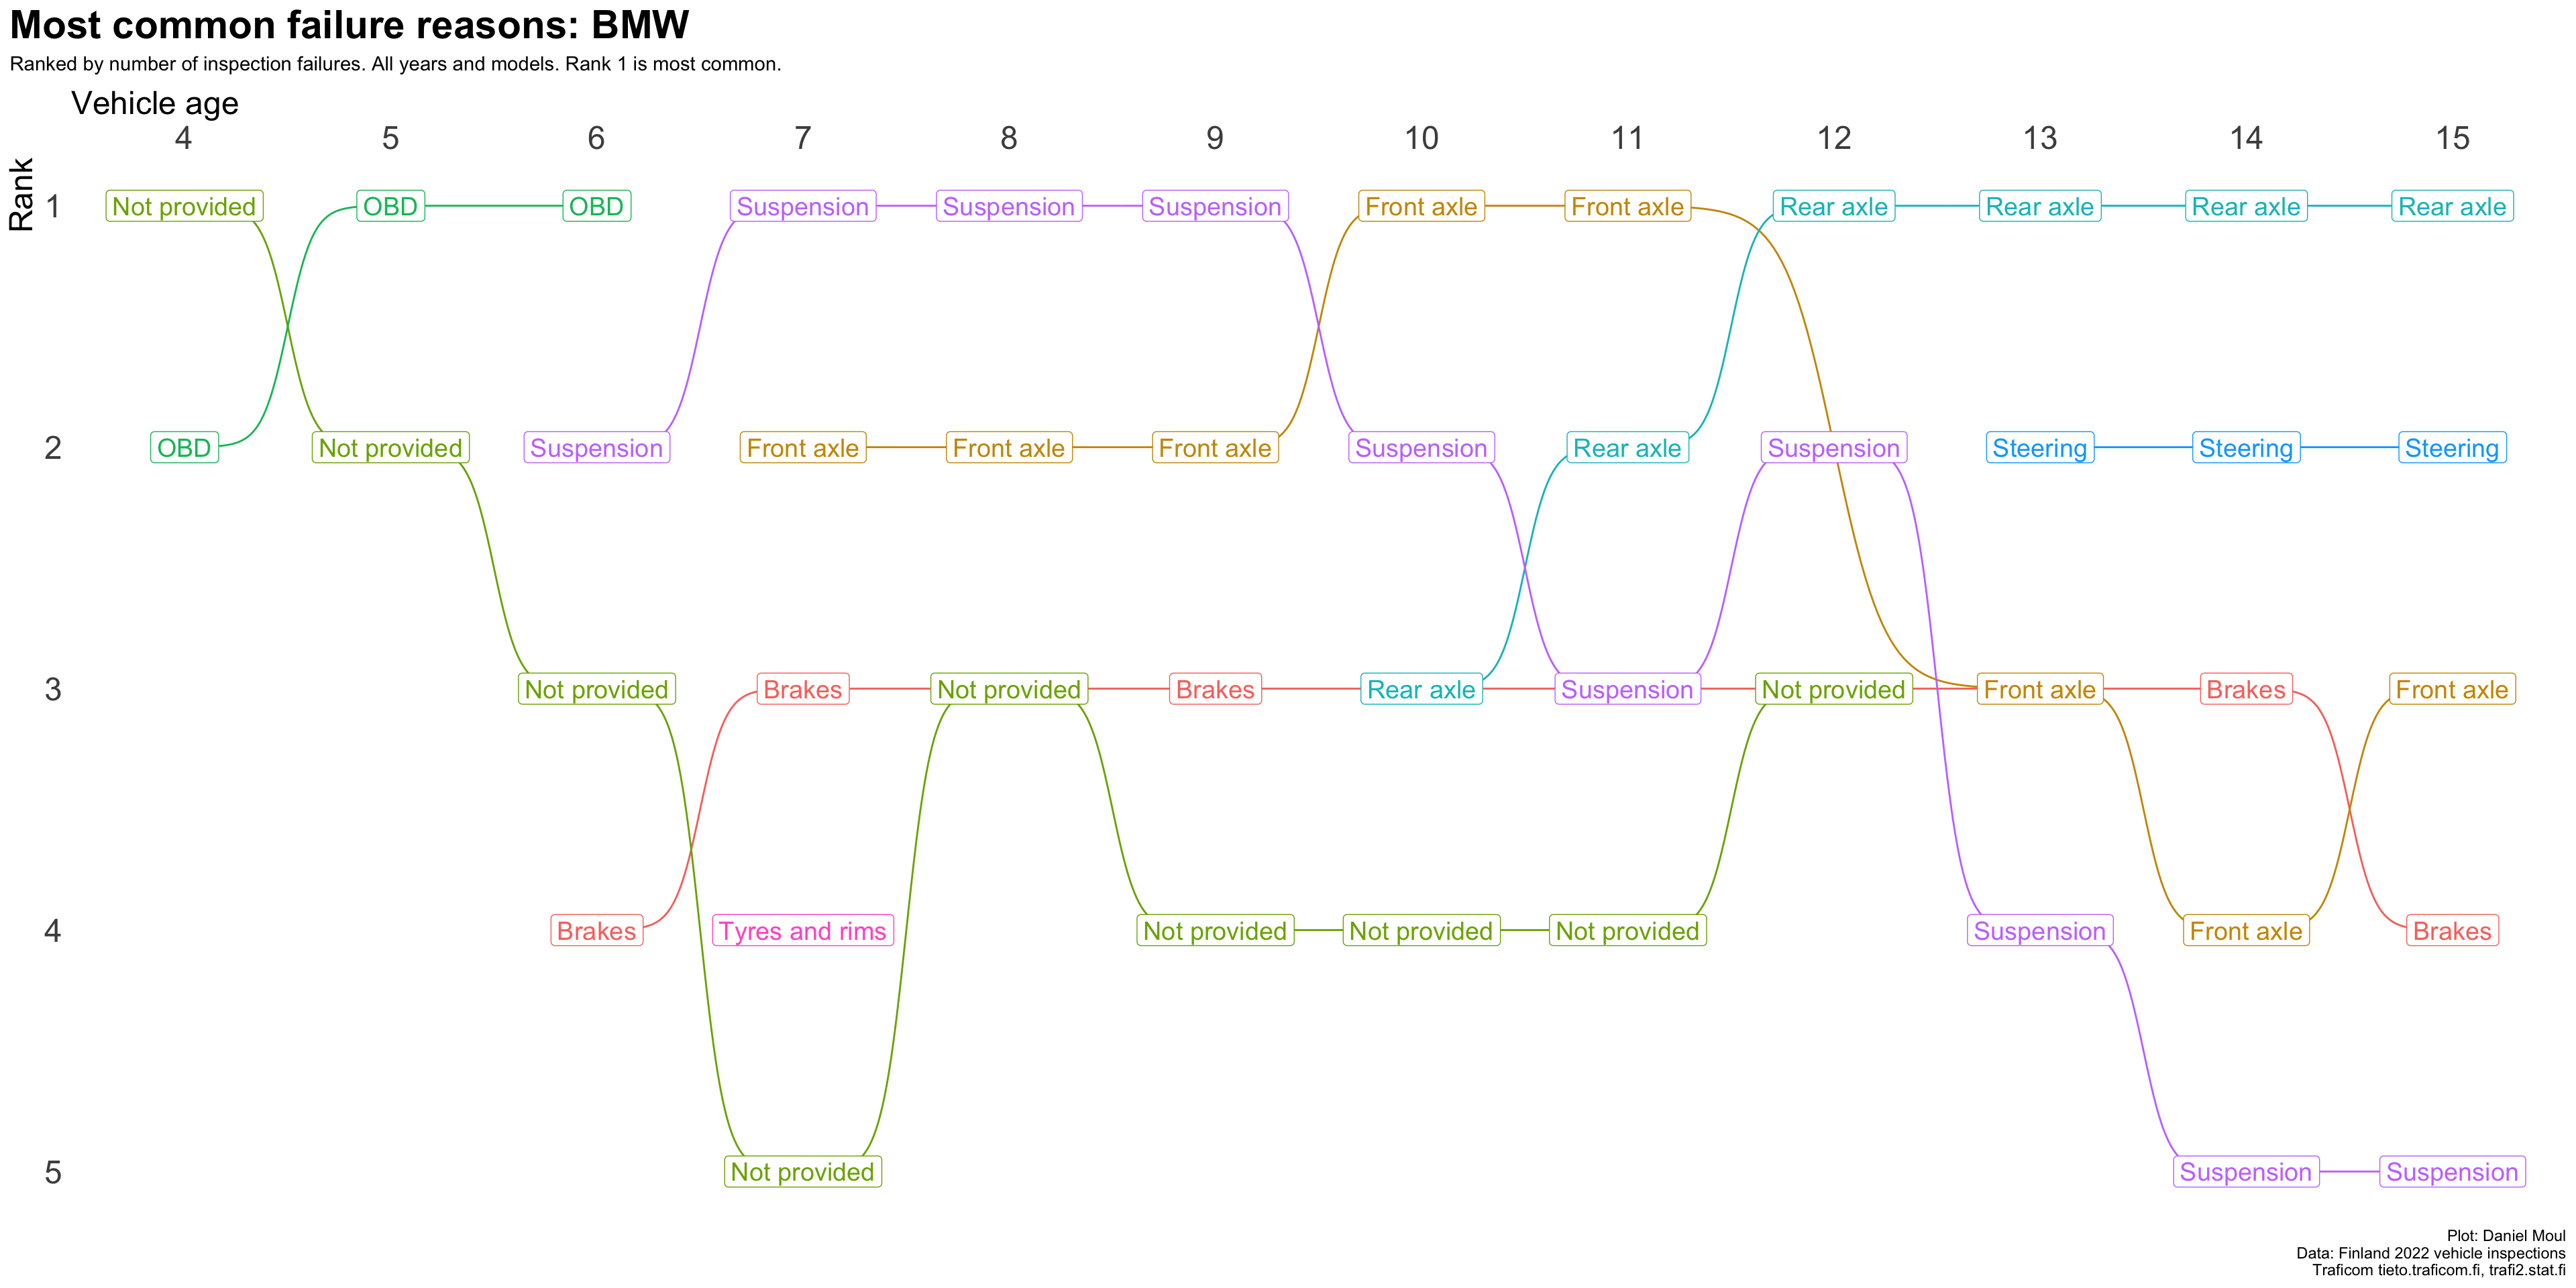 Most common failure reasons: BMW
Ranked by number of inspection failures. All years and models. Rank 1 is most common.
Vehicle age
4 5 6 7 8 9 10 11 12 13 14 15
Rank
1 Not provided OBD OBD Suspension Suspension Suspension Front axle Front axle Rear axle Rear axle Rear axle Rear axle
2 OBD Not provided Suspension Front axle Front axle Front axle Suspension Rear axle Suspension Steering Steering Steering
3 Not provided Brakes Not provided Brakes Rear axle Suspension Not provided Front axle Brakes Front axle
4 Brakes Tyres and rims Not provided Not provided Not provided Suspension Front axle Brakes
5 Not provided Suspension Suspension
Plot: Daniel Moul
Data: Finland 2022 vehicle inspections
Traficom tieto.traficom.fi, trafi2.stat.fi